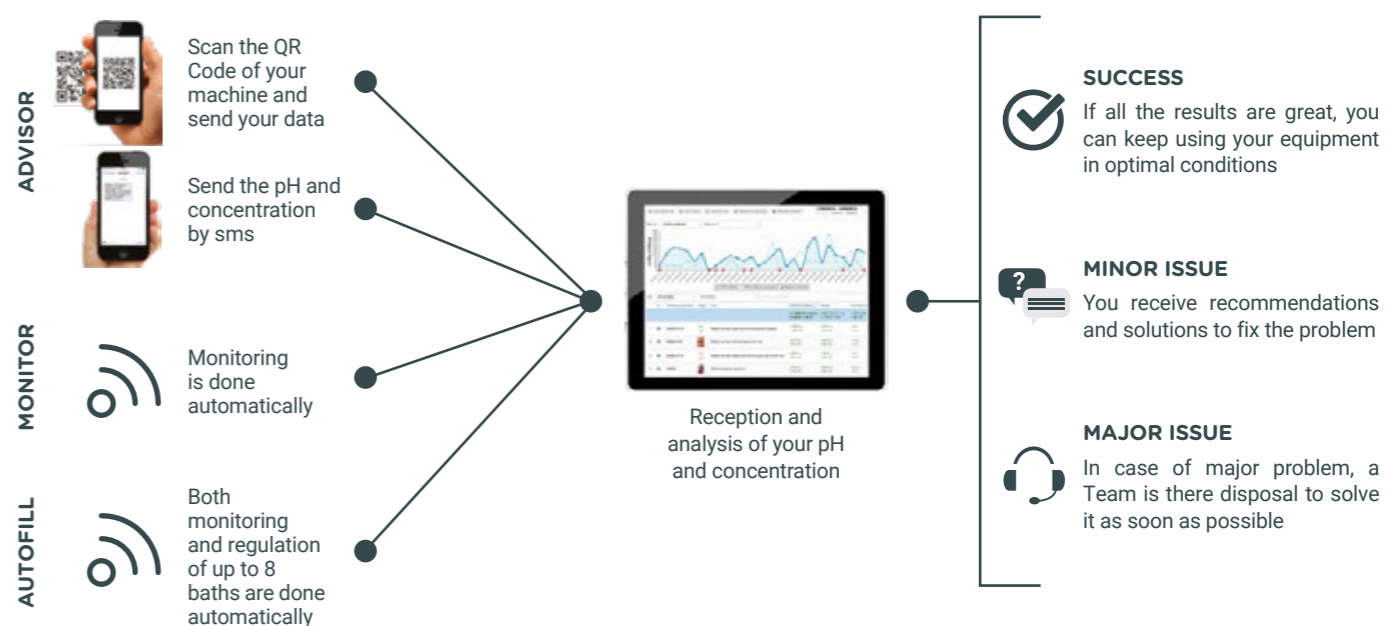 ADVISOR
Scan the QR
Code of your
machine and
send your data
Send the pH and
concentration
by sms
MONITOR
Monitoring
is done
automatically
AUTOFILL
Both
monitoring
and regulation
of up to 8
baths are done
automatically
Reception and
analysis of your pH
and concentration
SUCCESS
If all the results are great, you
can keep using your equipment
in optimal conditions
?
MINOR ISSUE
You receive recommendations
and solutions to fix the problem
MAJOR ISSUE
In case of major problem, a
Team is there disposal to solve
it as soon as possible